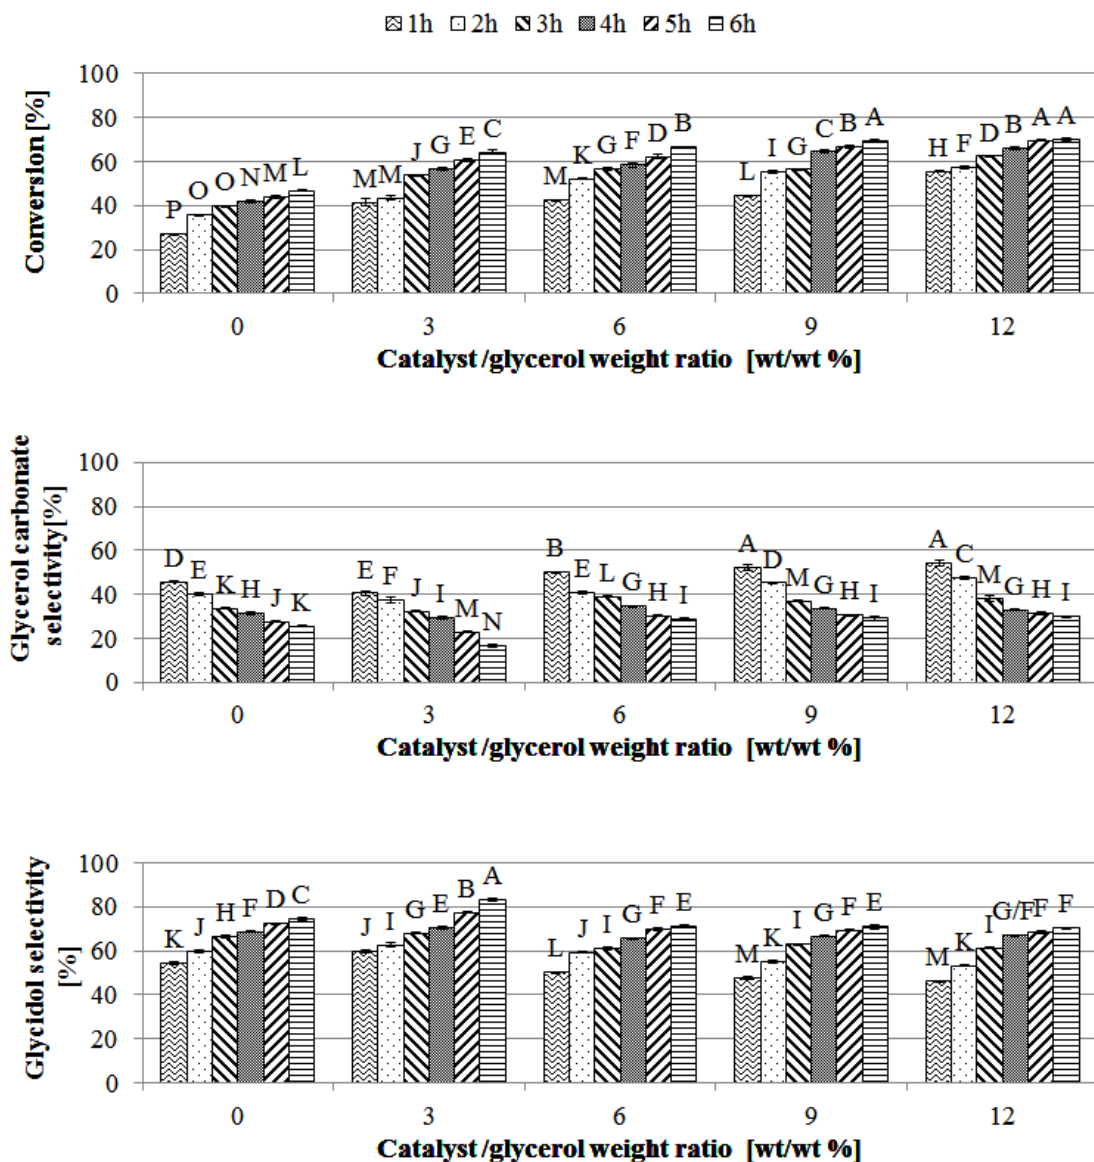 1h 2h 3h 4h 5h 6h
Conversion [%]
100
80
60
40
20
0
P O O N M L
M M J G E C
M K G F D B
L I G C B A
H F D B A A
0 3 6 9 12
Catalyst /glycerol weight ratio [wt/wt %]
Glycerol carbonate
selectivity[%]
100
80
60
40
20
0
D E K H J K
E F J I M N
B E L G H I
A D M G H I
A C M G H I
0 3 6 9 12
Catalyst /glycerol weight ratio [wt/wt %]
Glycidol selectivity
[%]
100
80
60
40
20
0
K J H F D C
J I G E B A
L J I G F E
M K I G F E
M K I G/F F F
0 3 6 9 12
Catalyst /glycerol weight ratio [wt/wt %]